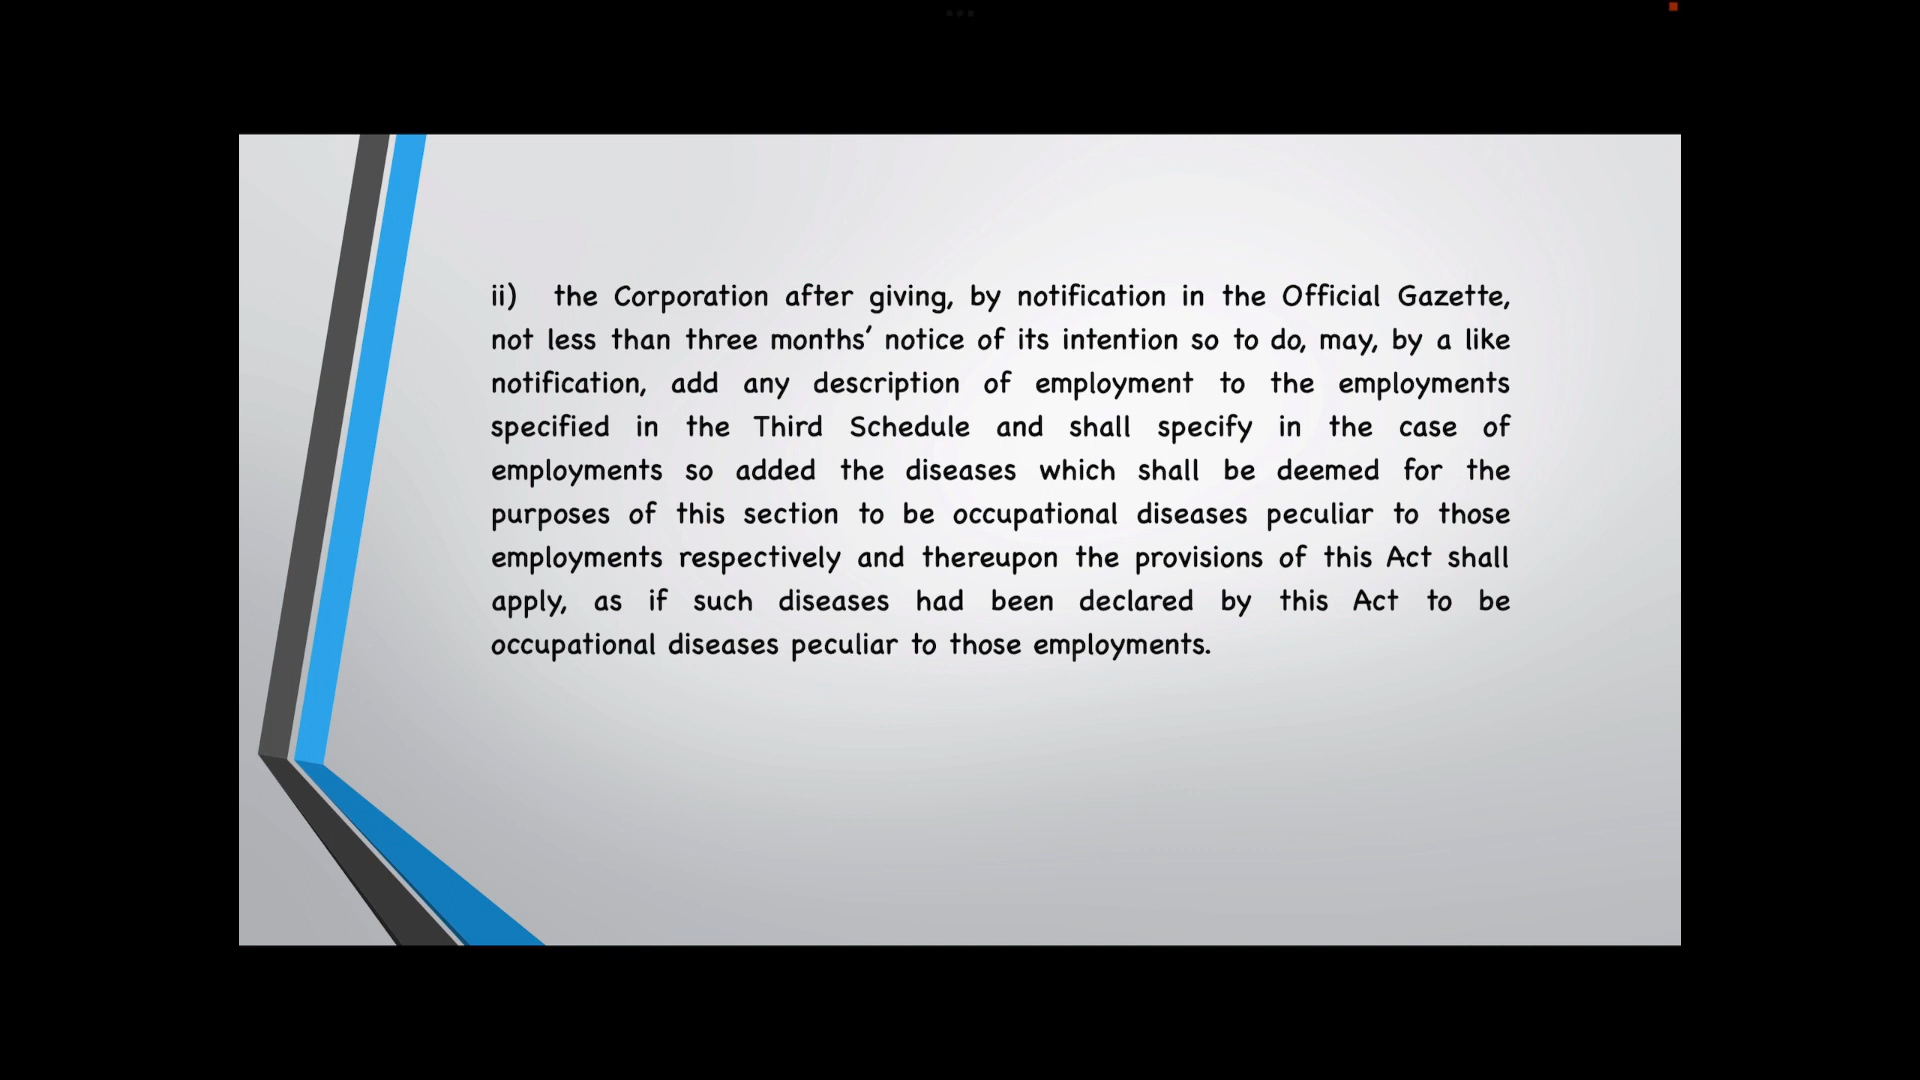 ii) the Corporation after giving, by notification in the Official Gazette,
not less than three months’ notice of its intention so to do, may, by a like
notification, add any description of employment to the employments
specified in the Third Schedule and shall specify in the case of
employments so added the diseases which shall be deemed for the
purposes of this section to be occupational diseases peculiar to those
employments respectively and thereupon the provisions of this Act shall
apply, as if such diseases had been declared by this Act to be
occupational diseases peculiar to those employments.